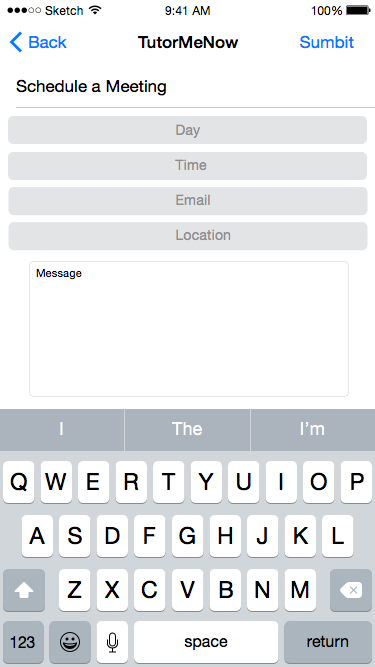 Sketch 9:41 AM 100%
Back TutorMeNow Sumbit
Schedule a Meeting
Day
Time
Email
Location
Message
I The I'm
Q W E R T Y U I O P
A S D F G H J K L
Z X C V B N M
123 space return